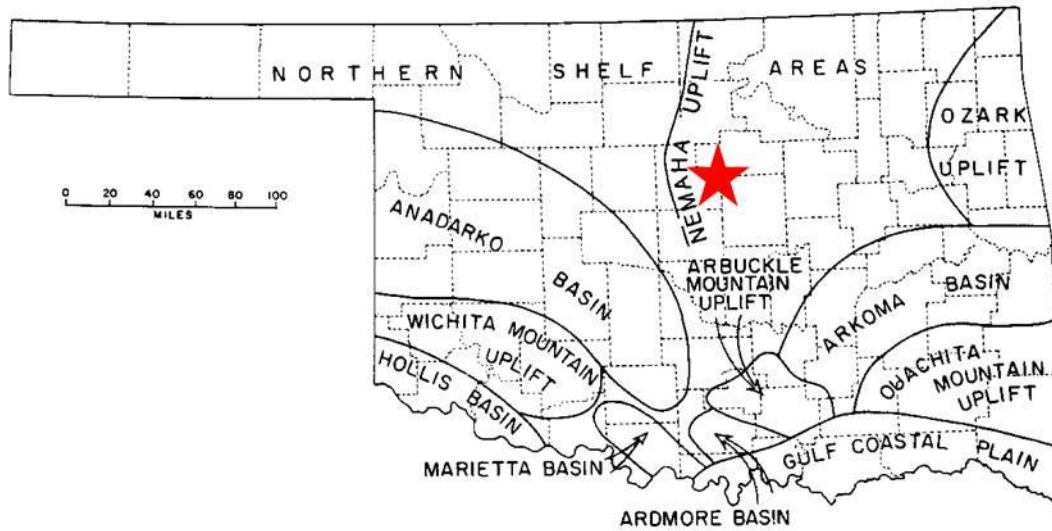 NORTHERN SHELF AREAS
NEMAHA UPLIFT
OZARK
UPLIFT
0 20 40 60 80 100
MILES
ANADARKO
BASIN
ARBUCKLE
MOUNTAIN
UPLIFT
ARKOMA BASIN
WICHITA MOUNTAIN
UPLIFT
HOLLIS BASIN
OUACHITA
MOUNTAIN
UPLIFT
MARIETTA BASIN
GULF COASTAL PLAIN
ARDMORE BASIN